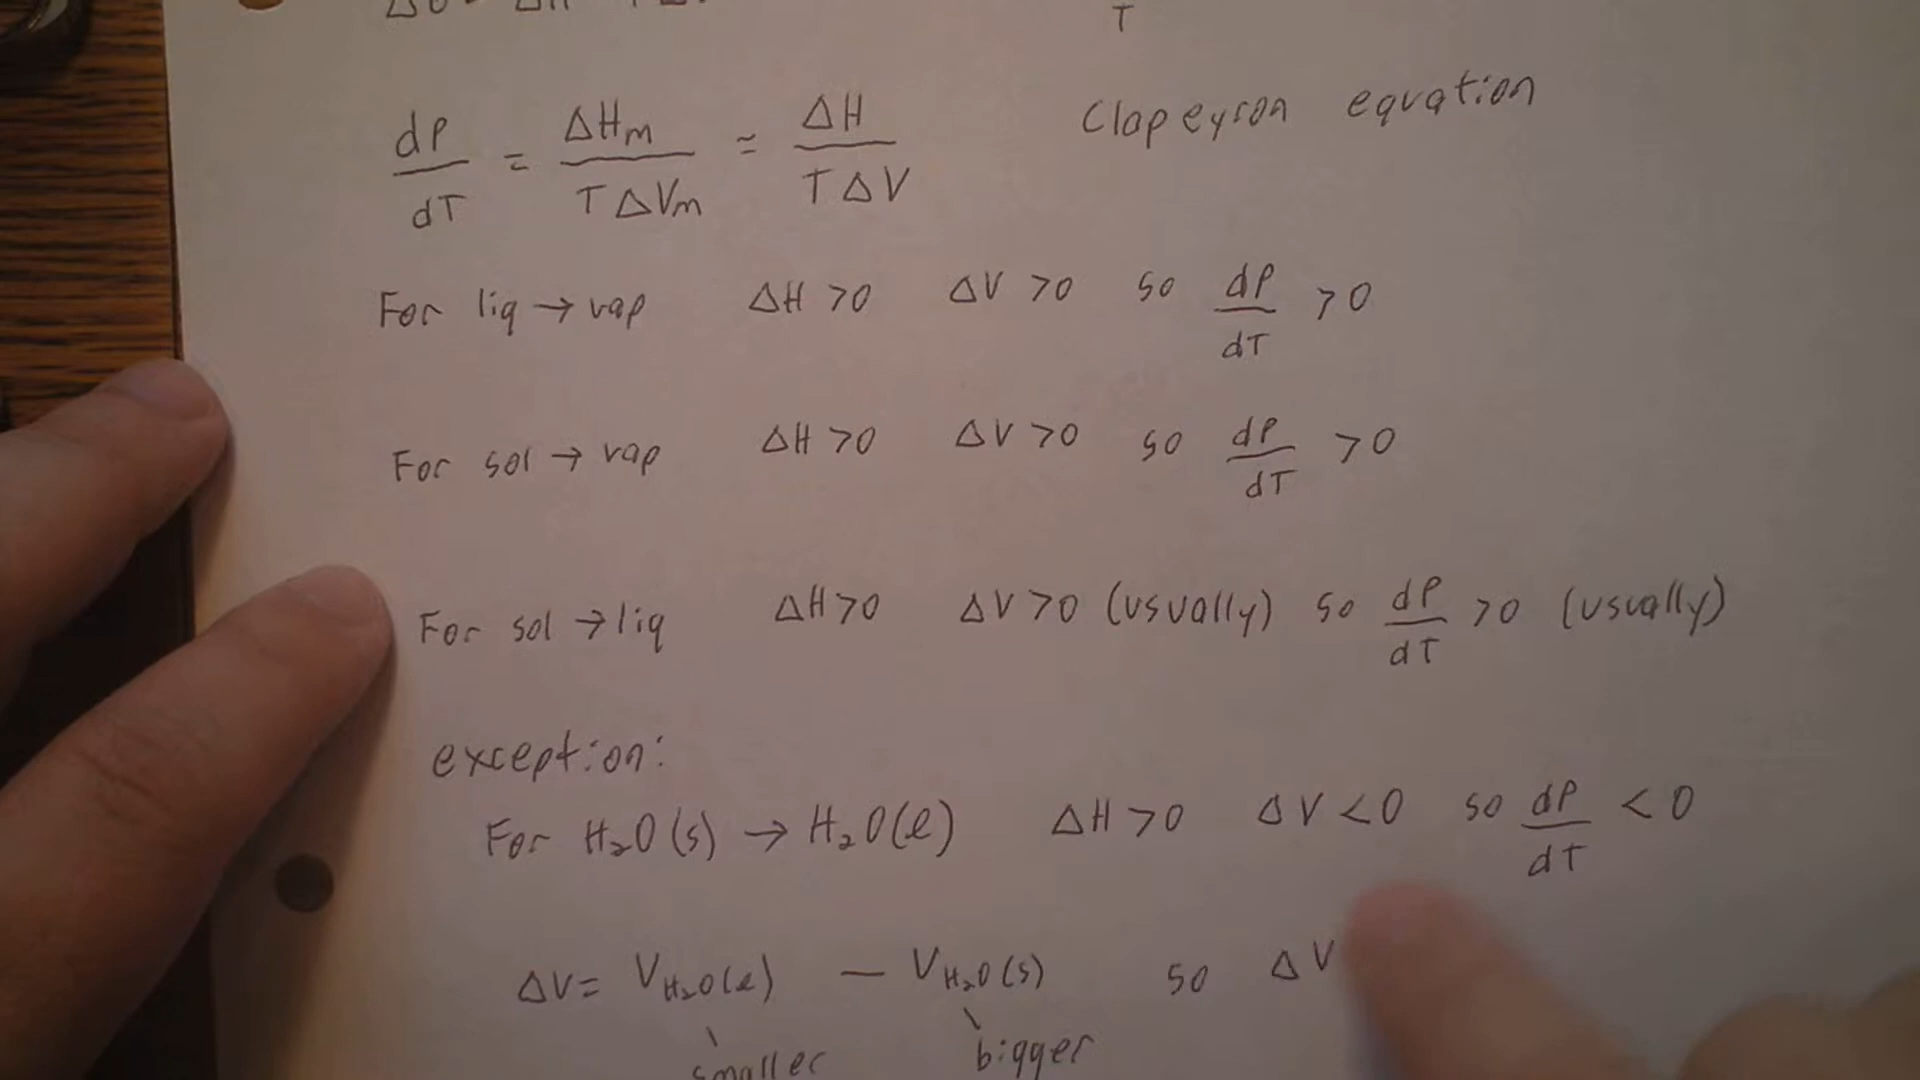 T
dP/dT = ΔHm/TΔVm ≈ ΔH/TΔV Clapeyron equation
For liq → vap ΔH >0 ΔV >0 so dP/dT >0
For sol → vap ΔH >0 ΔV >0 so dP/dT >0
For sol → liq ΔH >0 ΔV >0 (usually) so dP/dT >0 (usually)
exception:
For H₂O (s) → H₂O(l) ΔH >0 ΔV <0 so dP/dT < 0
ΔV = V_H₂O(l) − V_H₂O(s) so ΔV
smaller bigger